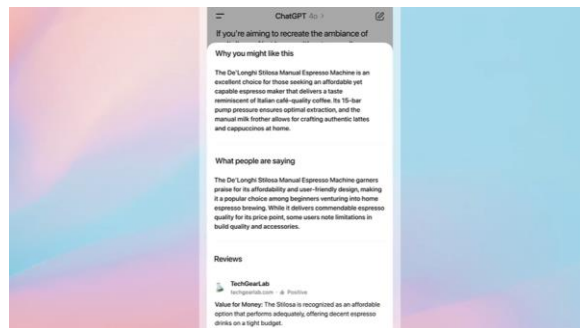 ChatGPT 4o >
If you're aiming to recreate the ambiance of
Why you might like this
The De'Longhi Stilosa Manual Espresso Machine is an
excellent choice for those seeking an affordable yet
capable espresso maker that delivers a taste
reminiscent of Italian café-quality coffee. Its 15-bar
pump pressure ensures optimal extraction, and the
manual milk frother allows for crafting authentic lattes
and cappuccinos at home.
What people are saying
The De'Longhi Stilosa Manual Espresso Machine garners
praise for its affordability and user-friendly design, making
it a popular choice among beginners venturing into home
espresso brewing. While it delivers commendable espresso
quality for its price point, some users note limitations in
build quality and accessories.
Reviews
TechGearLab
techgearlab.com · Positive
Value for Money: The Stilosa is recognized as an affordable
option that performs adequately, offering decent espresso
drinks on a tight budget.